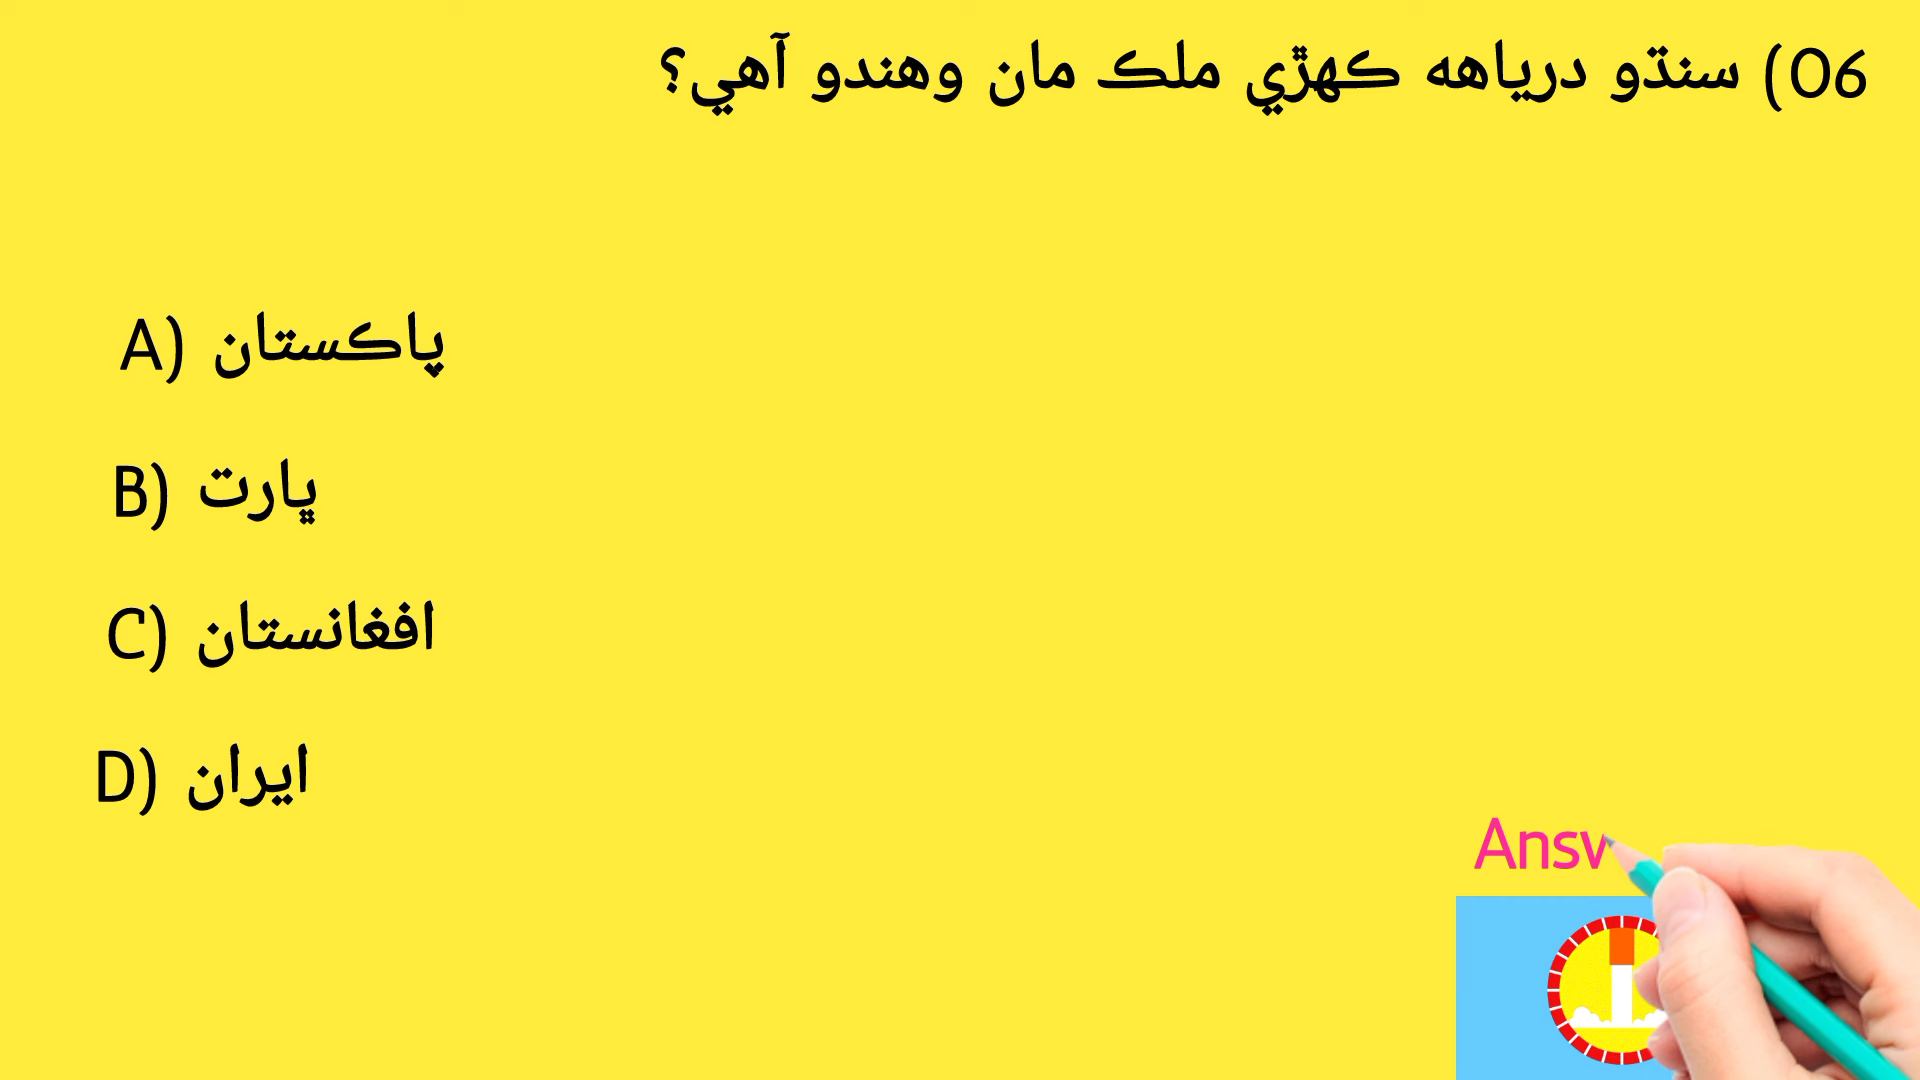 06) سنڌو درياهه ڪهڙي ملڪ مان وهندو آهي؟
A) پاڪستان
B) ڀارت
C) افغانستان
D) ايران
Answ